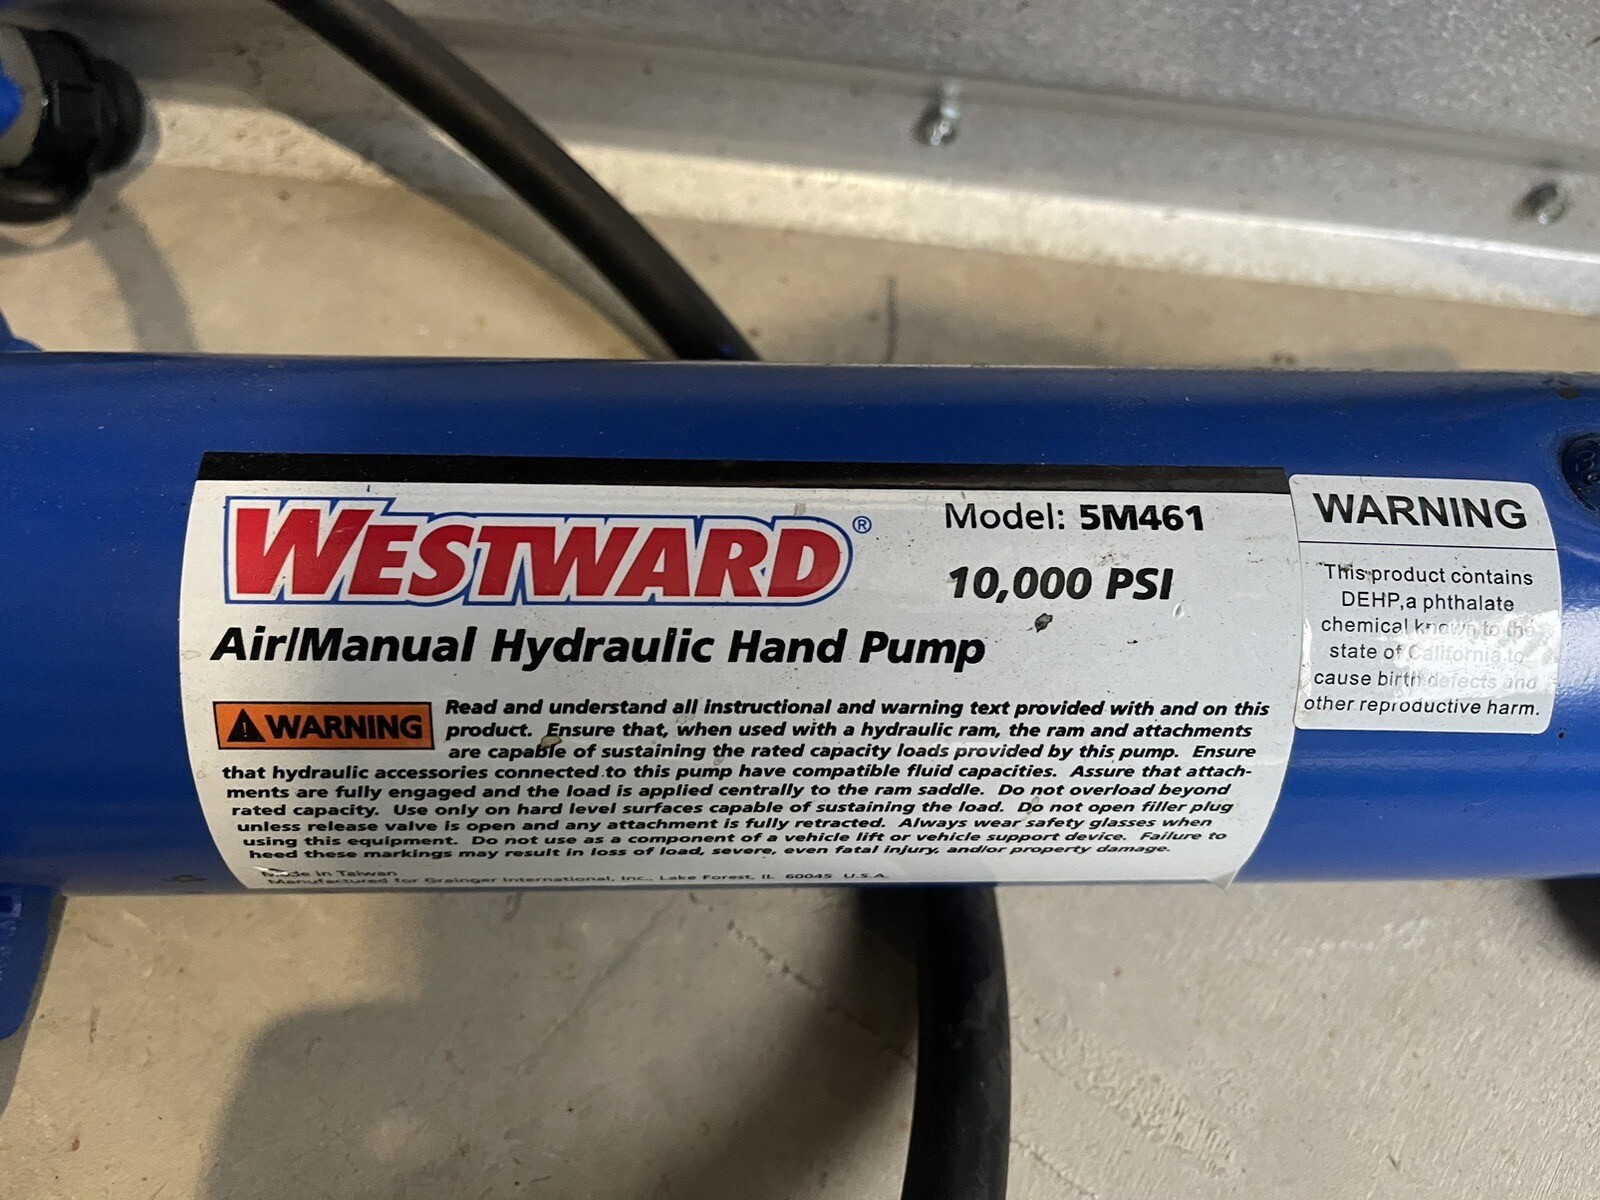 WESTWARD®
Model: 5M461
10,000 PSI
Air/Manual Hydraulic Hand Pump
WARNING
Read and understand all instructional and warning text provided with and on this
product. Ensure that, when used with a hydraulic ram, the ram and attachments
are capable of sustaining the rated capacity loads provided by this pump. Ensure
that hydraulic accessories connected to this pump have compatible fluid capacities. Assure that attach-
ments are fully engaged and the load is applied centrally to the ram saddle. Do not overload beyond
rated capacity. Use only on hard level surfaces capable of sustaining the load. Do not open filler plug
unless release valve is open and any attachment is fully retracted. Always wear safety glasses when
using this equipment. Do not use as a component of a vehicle lift or vehicle support device. Failure to
heed these markings may result in loss of load, severe, even fatal injury, and/or property damage.
Made in Taiwan
Manufactured for Grainger International, Inc., Lake Forest, IL 60045 U.S.A.
WARNING
This product contains
DEHP,a phthalate
chemical known to the
state of California to
cause birth defects and
other reproductive harm.